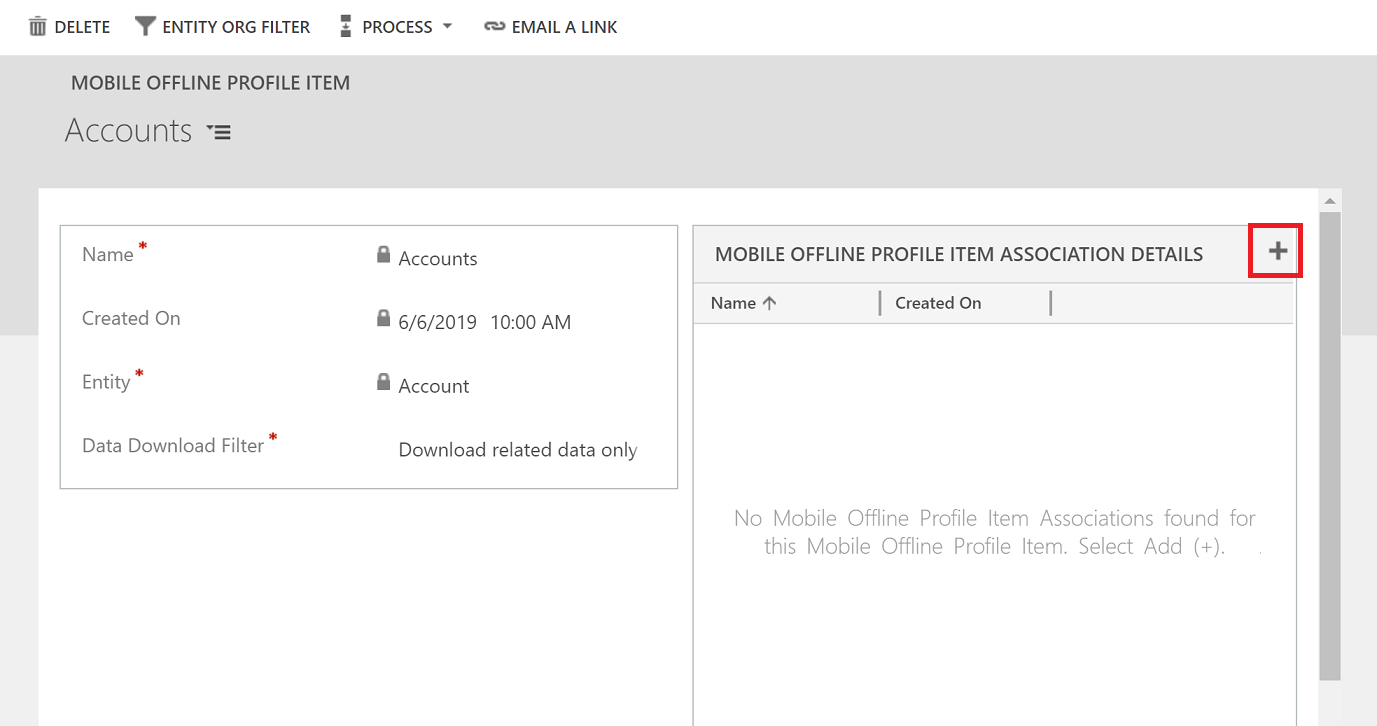 DELETE ENTITY ORG FILTER PROCESS EMAIL A LINK
MOBILE OFFLINE PROFILE ITEM
Accounts
Name * Accounts
Created On 6/6/2019 10:00 AM
Entity * Account
Data Download Filter * Download related data only
MOBILE OFFLINE PROFILE ITEM ASSOCIATION DETAILS
Name Created On
No Mobile Offline Profile Item Associations found for
this Mobile Offline Profile Item. Select Add (+). .